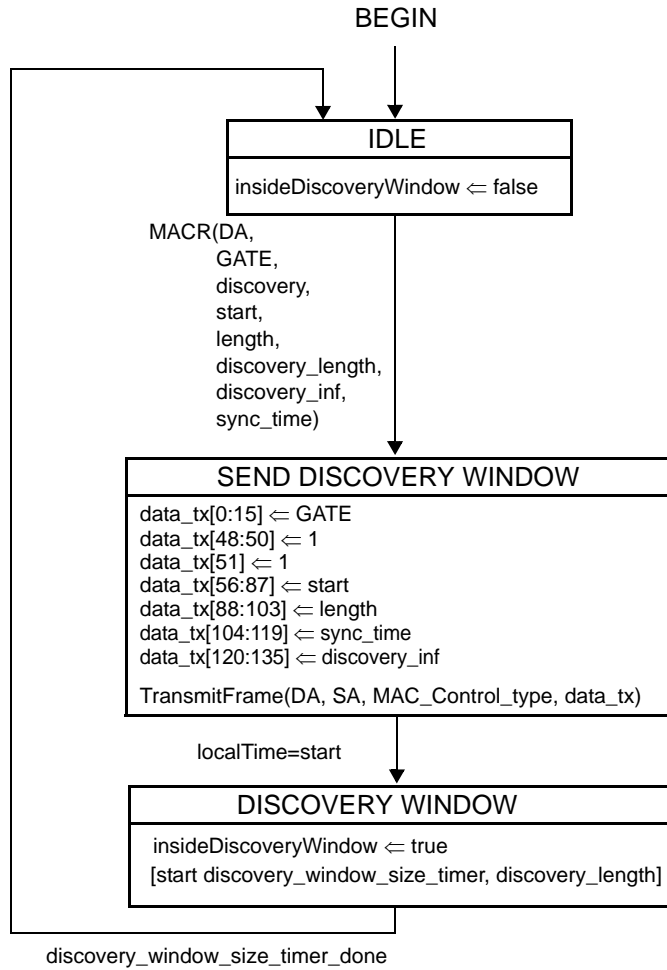 BEGIN
IDLE
insideDiscoveryWindow ⇐ false
MACR(DA,
GATE,
discovery,
start,
length,
discovery_length,
discovery_inf,
sync_time)
SEND DISCOVERY WINDOW
data_tx[0:15] ⇐ GATE
data_tx[48:50] ⇐ 1
data_tx[51] ⇐ 1
data_tx[56:87] ⇐ start
data_tx[88:103] ⇐ length
data_tx[104:119] ⇐ sync_time
data_tx[120:135] ⇐ discovery_inf
TransmitFrame(DA, SA, MAC_Control_type, data_tx)
localTime=start
DISCOVERY WINDOW
insideDiscoveryWindow ⇐ true
[start discovery_window_size_timer, discovery_length]
discovery_window_size_timer_done